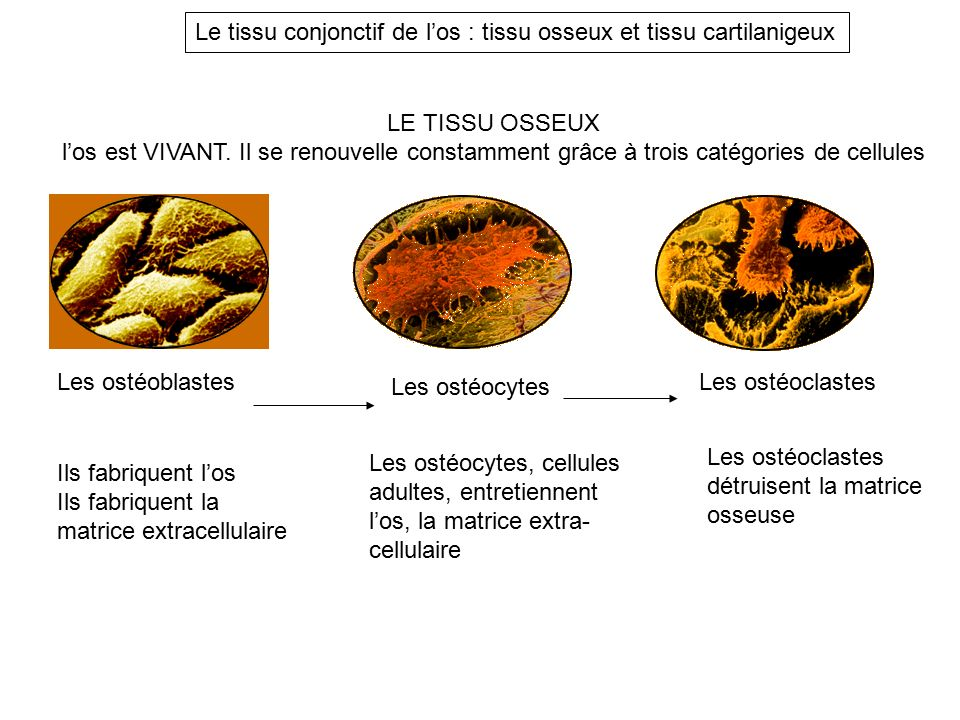 Le tissu conjonctif de l’os : tissu osseux et tissu cartilanigeux
LE TISSU OSSEUX
l’os est VIVANT. Il se renouvelle constamment grâce à trois catégories de cellules
Les ostéoblastes
Les ostéocytes
Les ostéoclastes
Ils fabriquent l’os
Ils fabriquent la
matrice extracellulaire
Les ostéocytes, cellules
adultes, entretiennent
l’os, la matrice extra-
cellulaire
Les ostéoclastes
détruisent la matrice
osseuse